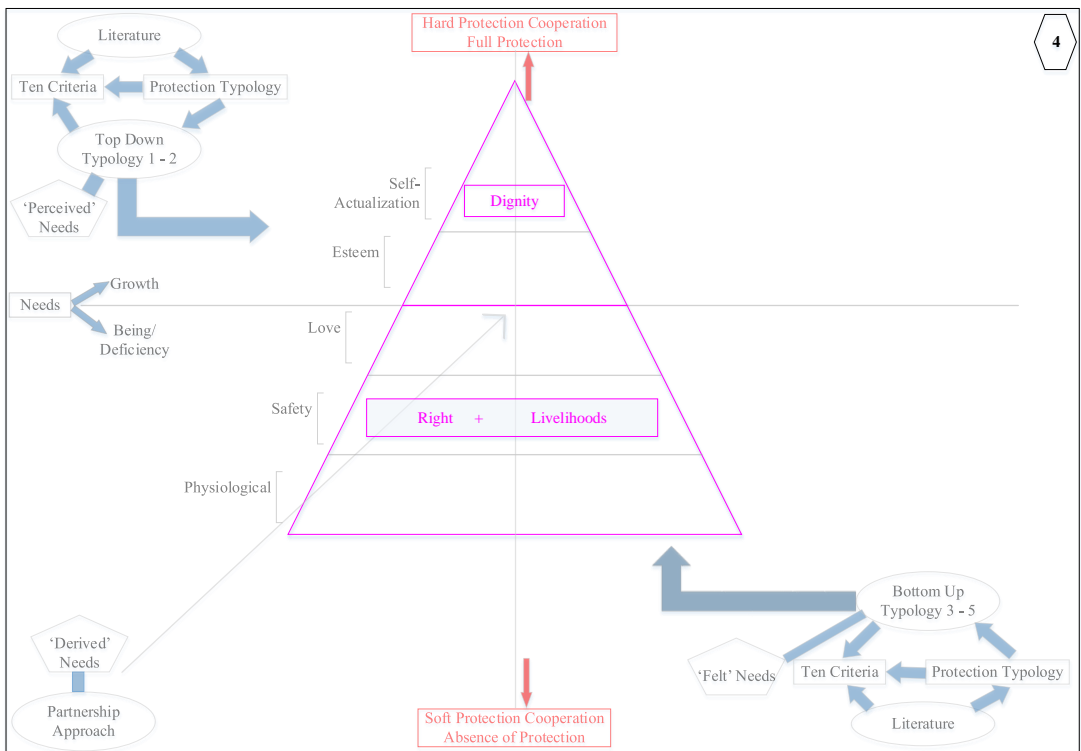 Hard Protection Cooperation
Full Protection
4
Literature
Ten Criteria
Protection Typology
Top Down
Typology 1 - 2
'Perceived'
Needs
Self-
Actualization
Dignity
Esteem
Needs
Growth
Being/
Deficiency
Love
Safety
Right + Livelihoods
Physiological
'Derived'
Needs
Partnership
Approach
Soft Protection Cooperation
Absence of Protection
Bottom Up
Typology 3 - 5
'Felt' Needs
Ten Criteria
Protection Typology
Literature